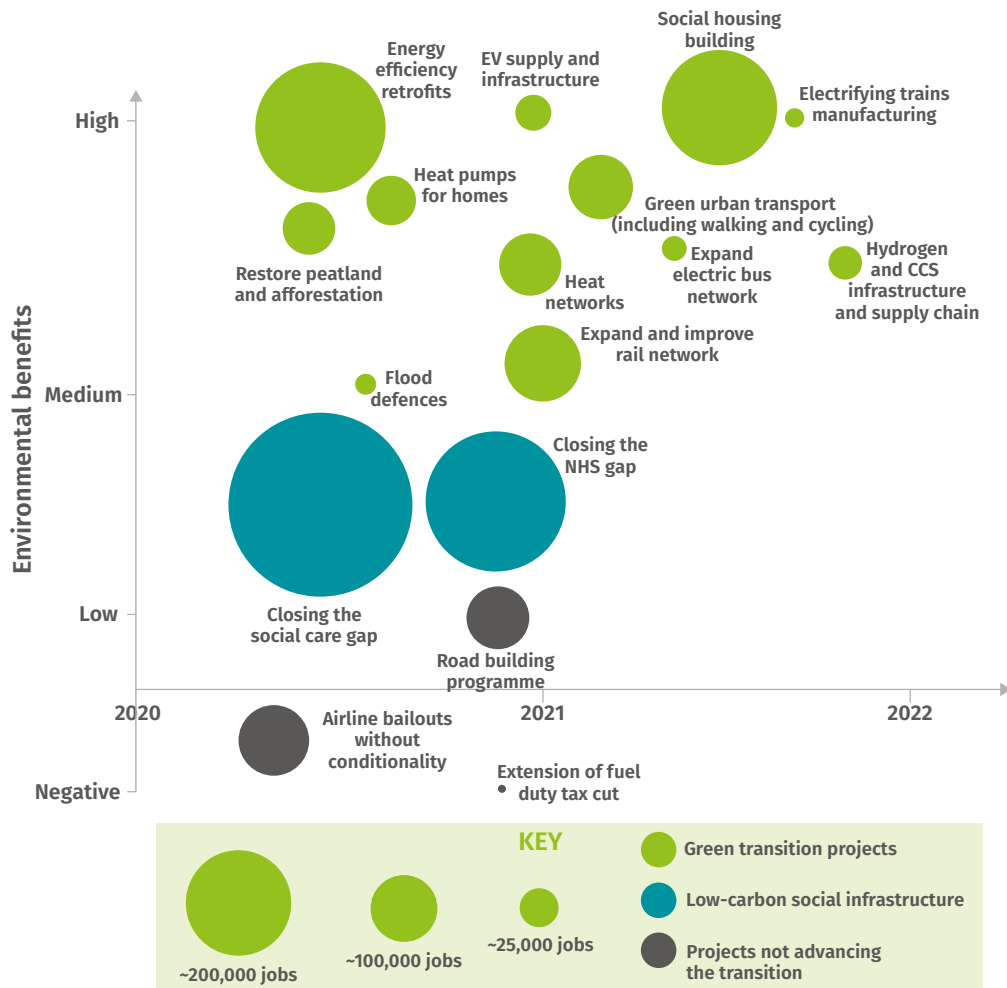 Social housing
building
Energy
efficiency
retrofits
EV supply and
infrastructure
Electrifying trains
manufacturing
High
Heat pumps
for homes
Green urban transport
(including walking and cycling)
Restore peatland
and afforestation
Heat
networks
Expand
electric bus
network
Hydrogen
and CCS
infrastructure
and supply chain
Expand and improve
rail network
Environmental benefits
Medium
Flood
defences
Closing the
NHS gap
Low
Closing the
social care gap
Road building
programme
2020
2021
2022
Airline bailouts
without
conditionality
Negative
Extension of fuel
duty tax cut
KEY
~200,000 jobs
~100,000 jobs
~25,000 jobs
Green transition projects
Low-carbon social infrastructure
Projects not advancing
the transition